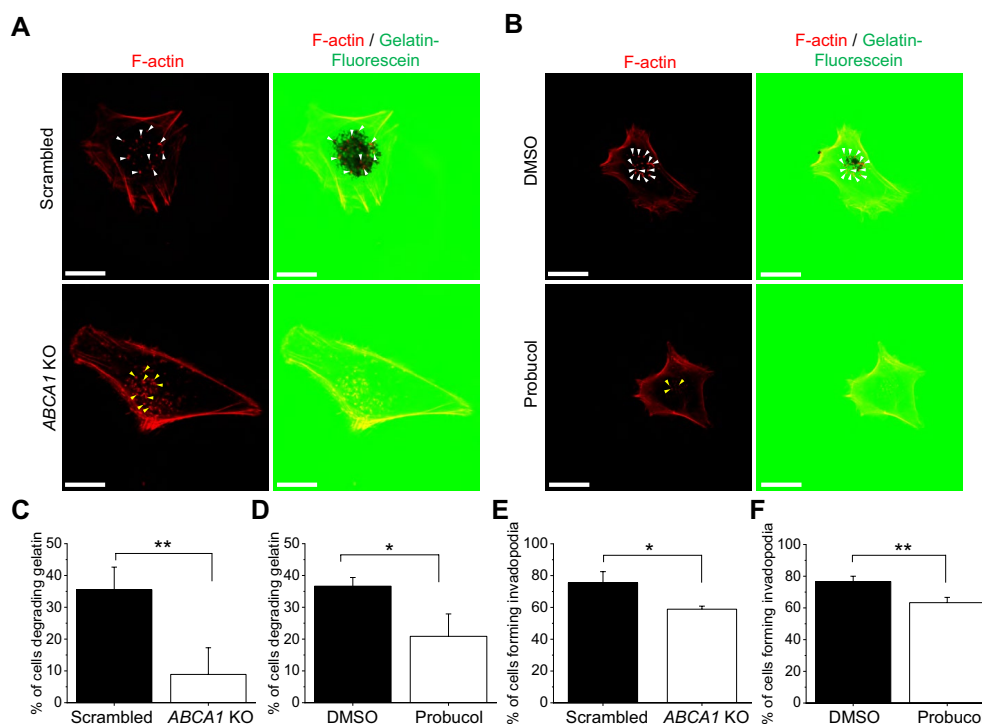 A
F-actin
F-actin / Gelatin-
Fluorescein
Scrambled
ABCA1 KO
B
F-actin
F-actin / Gelatin-
Fluorescein
DMSO
Probucol
C
% of cells degrading gelatin
50
40
30
20
10
0
**
Scrambled
ABCA1 KO
D
% of cells degrading gelatin
50
40
30
20
10
0
*
DMSO
Probucol
E
% of cells forming invadopodia
100
80
60
40
20
0
*
Scrambled
ABCA1 KO
F
% of cells forming invadopodia
100
80
60
40
20
0
**
DMSO
Probuco